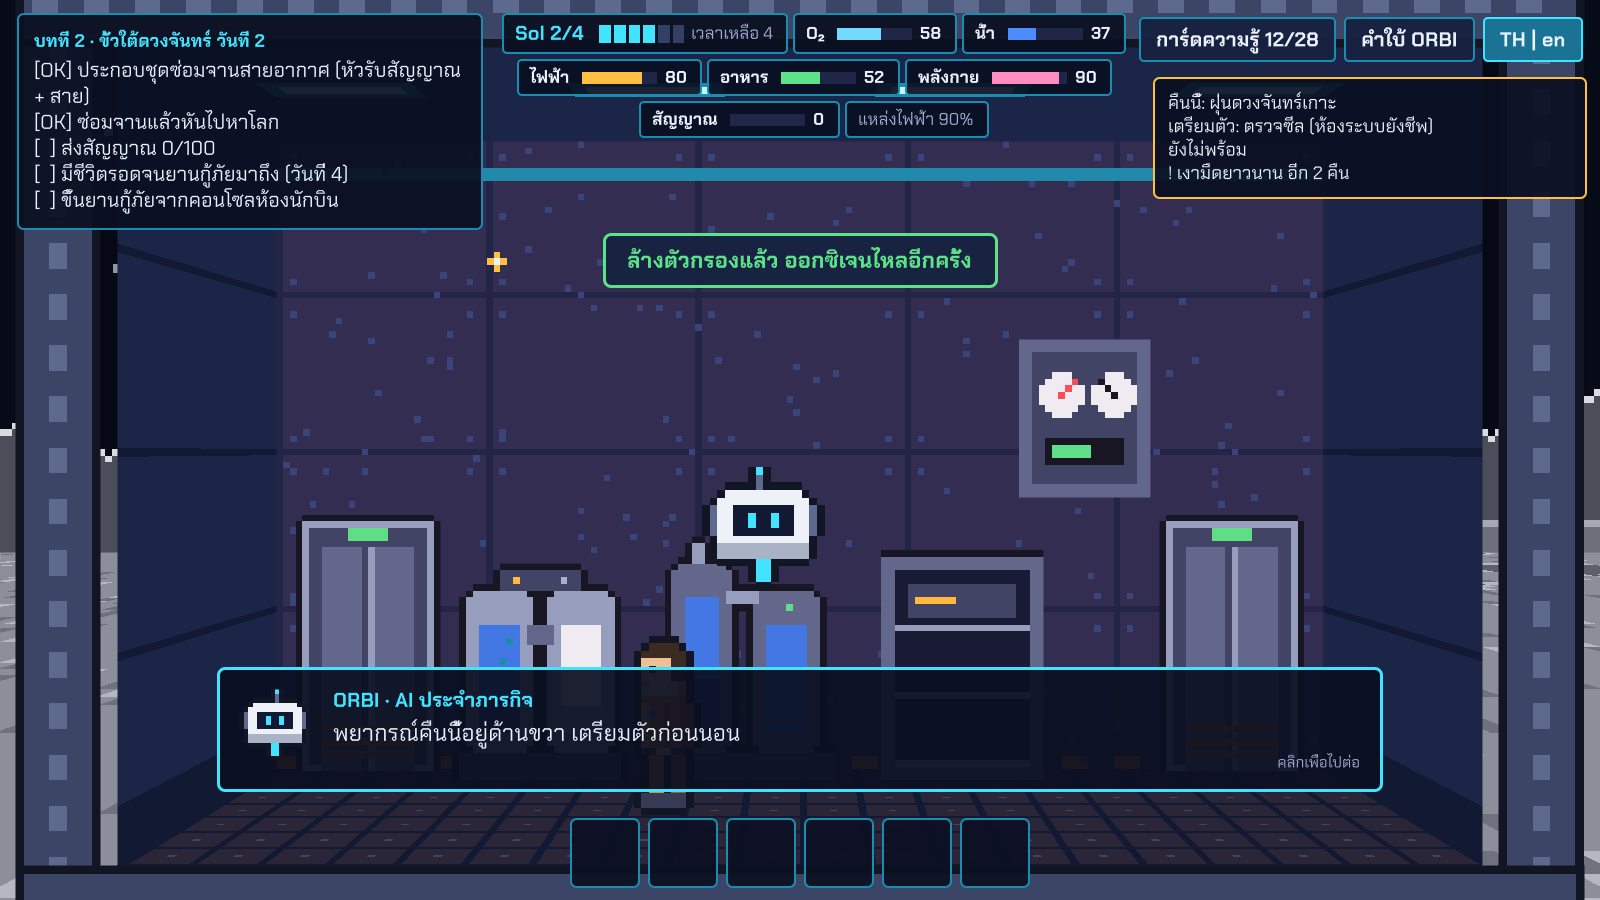 บทที่ 2 · ขั้วใต้ดวงจันทร์ วันที่ 2
[OK] ประกอบชุดซ่อมจานสายอากาศ (หัวรับสัญญาณ
+ สาย)
[OK] ซ่อมจานแล้วหันไปหาโลก
[ ] ส่งสัญญาณ 0/100
[ ] มีชีวิตรอดจนยานกู้ภัยมาถึง (วันที่ 4)
[ ] ขึ้นยานกู้ภัยจากคอนโซลห้องนักบิน
Sol 2/4 เวลาเหลือ 4
O₂ 58
น้ำ 37
ไฟฟ้า 80
อาหาร 52
พลังกาย 90
สัญญาณ 0
แหล่งไฟฟ้า 90%
การ์ดความรู้ 12/28
คำใบ้ ORBI
TH | en
คืนนี้: ฝุ่นดวงจันทร์เกาะ
เตรียมตัว: ตรวจซีล (ห้องระบบยังชีพ)
ยังไม่พร้อม
! เงามืดยาวนาน อีก 2 คืน
ล้างตัวกรองแล้ว ออกซิเจนไหลอีกครั้ง
ORBI · AI ประจำภารกิจ
พยากรณ์คืนนี้อยู่ด้านขวา เตรียมตัวก่อนนอน
คลิกเพื่อไปต่อ